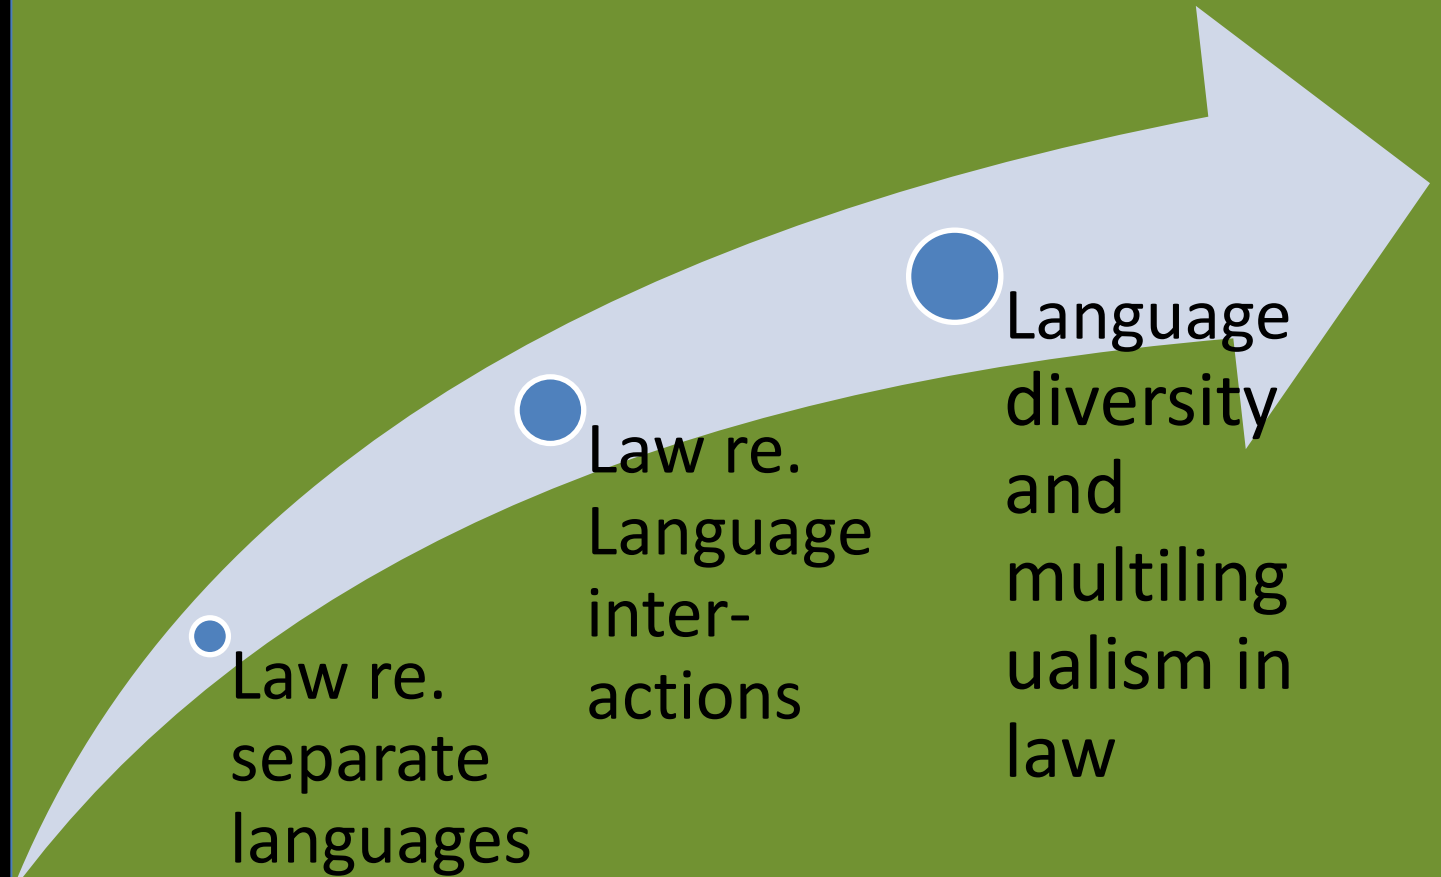 Law re.
separate
languages
Law re.
Language
inter-
actions
Language
diversity
and
multiling
ualism in
law